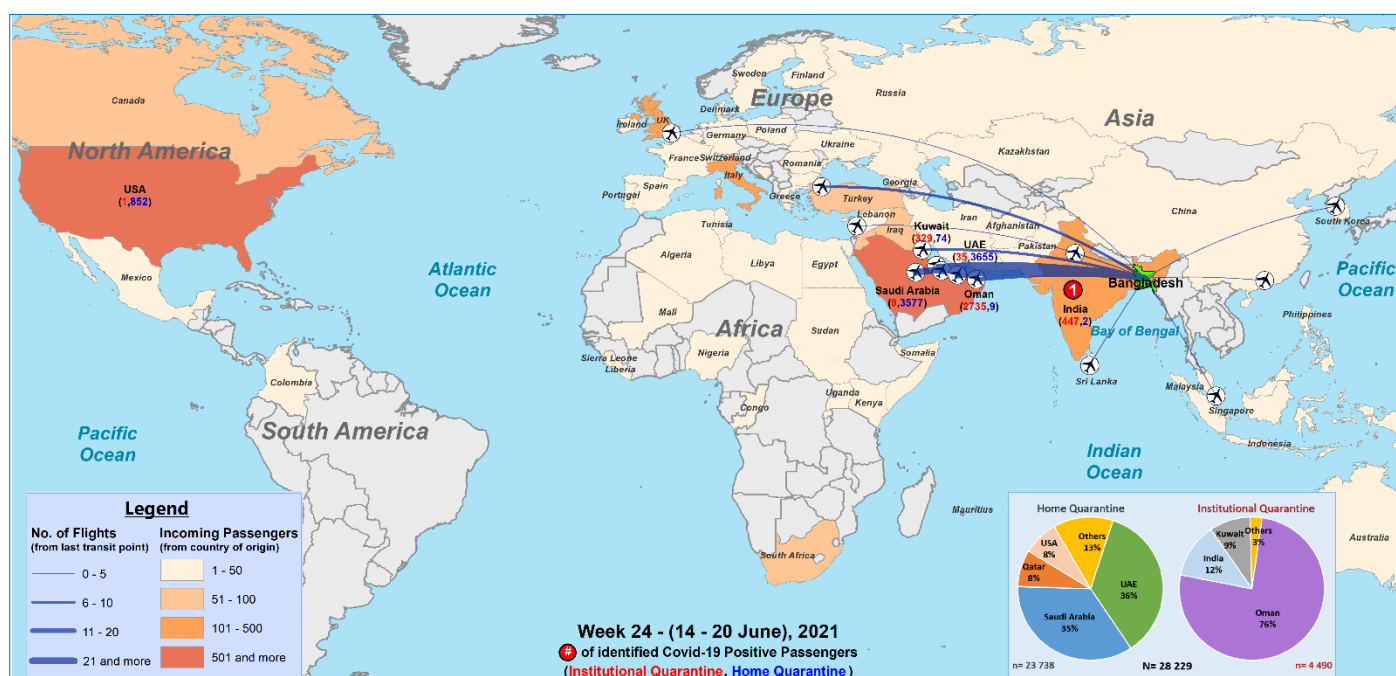 Sweden
Finland
Russia
Canada
Europe
Asia
Denmark
Ireland
UK
Germany
Poland
Ukraine
Kazakhstan
North America
France
Switzerland
Romania
Italy
Georgia
USA
(1,852)
Portugal
Spain
Greece
Turkey
China
South Korea
Tunisia
Lebanon
Iraq
Iran
Afghanistan
Kuwait
(329,74)
UAE
(35,3655)
Pakistan
Mexico
Atlantic
Ocean
Algeria
Libya
Egypt
Pacific
Ocean
Bangladesh
Saudi Arabia
(9,3577)
Oman
(2735,9)
1
India
(447,2)
Mali
Africa
Sudan
Bay of Bengal
Philippines
Sierra Leone
Liberia
Nigeria
Somalia
Sri Lanka
Malaysia
Colombia
Congo
Uganda
Kenya
Singapore
Indonesia
South America
Pacific
Ocean
Indian
Ocean
Mauritius
South Africa
Australia
Legend
No. of Flights
(from last transit point)
Incoming Passengers
(from country of origin)
0 - 5
1 - 50
6 - 10
51 - 100
11 - 20
101 - 500
21 and more
501 and more
Week 24 - (14 - 20 June), 2021
# of identified Covid-19 Positive Passengers
(Institutional Quarantine, Home Quarantine)
Home Quarantine
Others
13%
USA
8%
Qatar
8%
UAE
36%
Saudi Arabia
35%
n= 23 738
N= 28 229
Institutional Quarantine
Others
3%
Kuwait
9%
India
12%
Oman
76%
n= 4 490